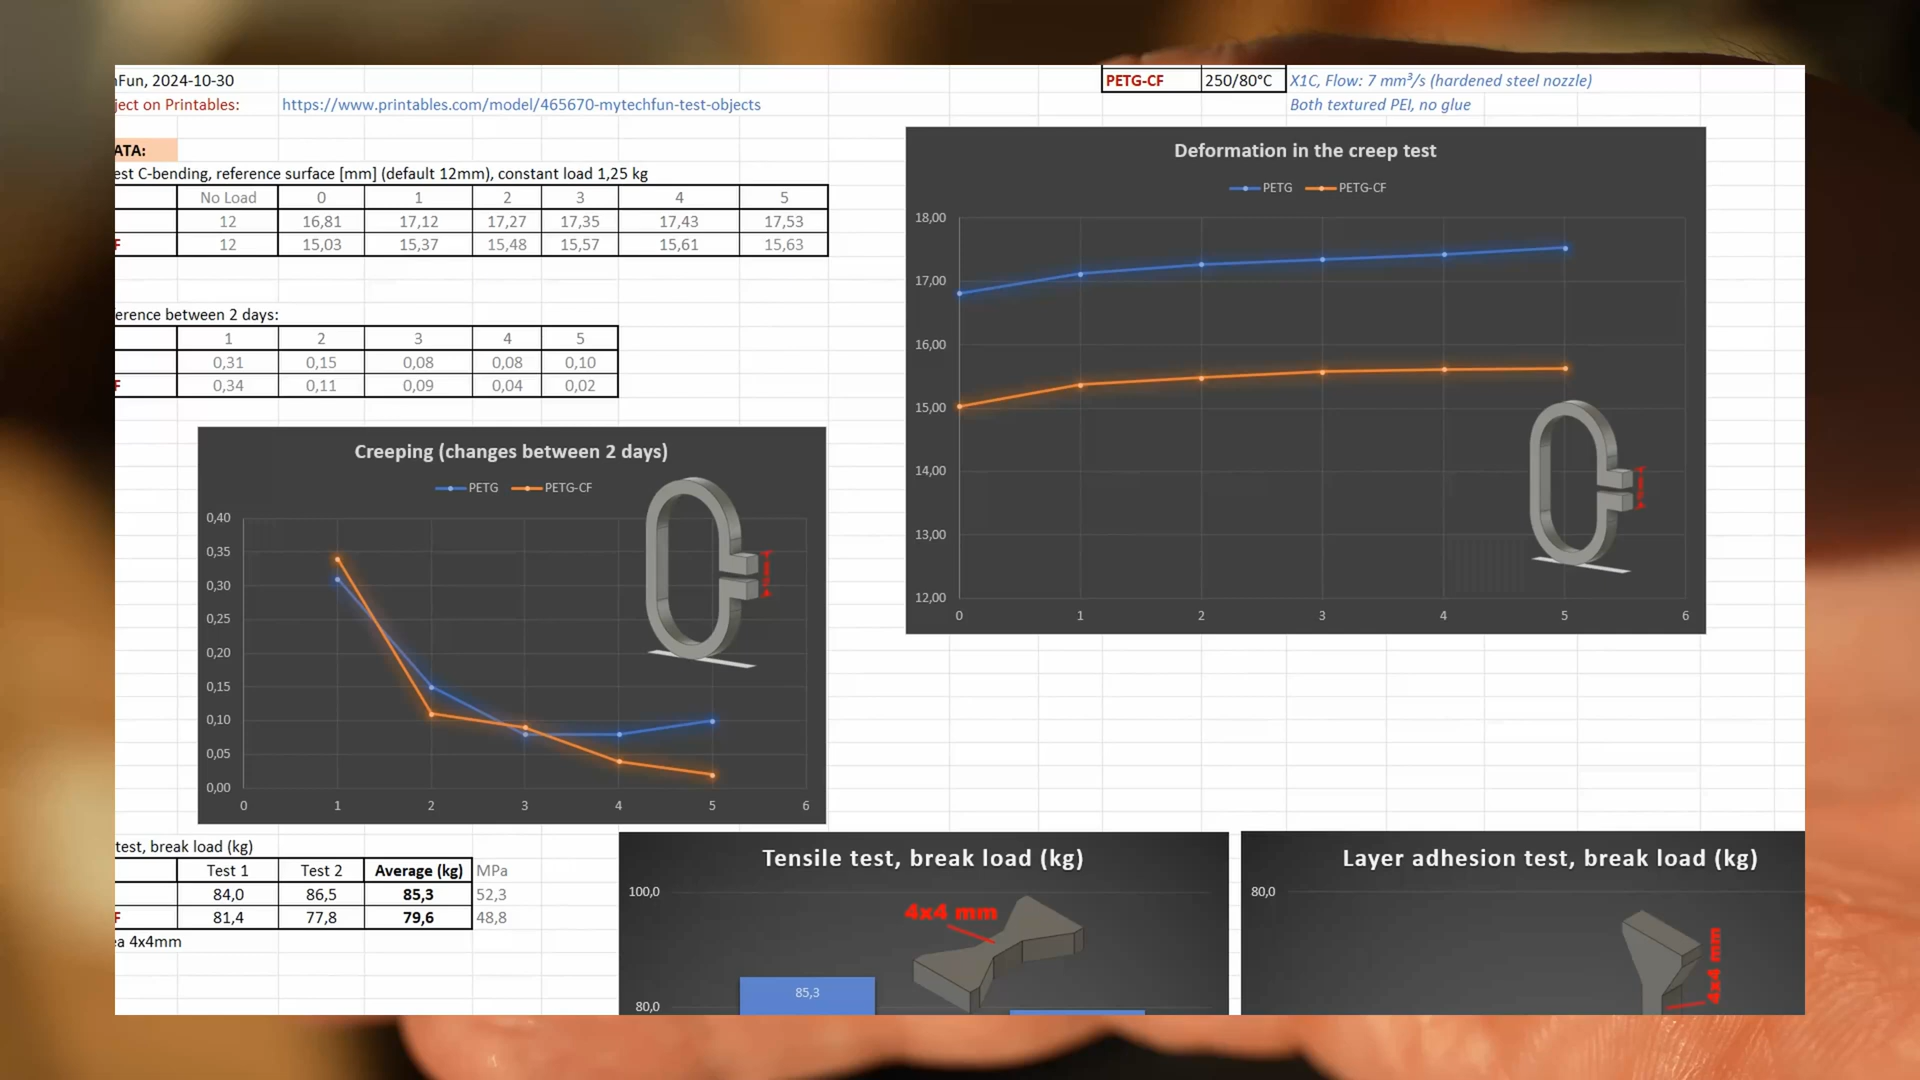 nFun, 2024-10-30
ject on Printables: https://www.printables.com/model/465670-mytechfun-test-objects
PETG-CF 250/80°C X1C, Flow: 7 mm³/s (hardened steel nozzle)
Both textured PEI, no glue
ATA:
est C-bending, reference surface [mm] (default 12mm), constant load 1,25 kg
No Load 0 1 2 3 4 5
12 16,81 17,12 17,27 17,35 17,43 17,53
F 12 15,03 15,37 15,48 15,57 15,61 15,63
erence between 2 days:
1 2 3 4 5
0,31 0,15 0,08 0,08 0,10
F 0,34 0,11 0,09 0,04 0,02
Deformation in the creep test
PETG PETG-CF
18,00
17,00
16,00
15,00
14,00
13,00
12,00
0 1 2 3 4 5 6
Creeping (changes between 2 days)
PETG PETG-CF
0,40
0,35
0,30
0,25
0,20
0,15
0,10
0,05
0,00
0 1 2 3 4 5 6
test, break load (kg)
Test 1 Test 2 Average (kg) MPa
84,0 86,5 85,3 52,3
F 81,4 77,8 79,6 48,8
ea 4x4mm
Tensile test, break load (kg)
100,0
4x4 mm
85,3
80,0
Layer adhesion test, break load (kg)
80,0
4x4 mm